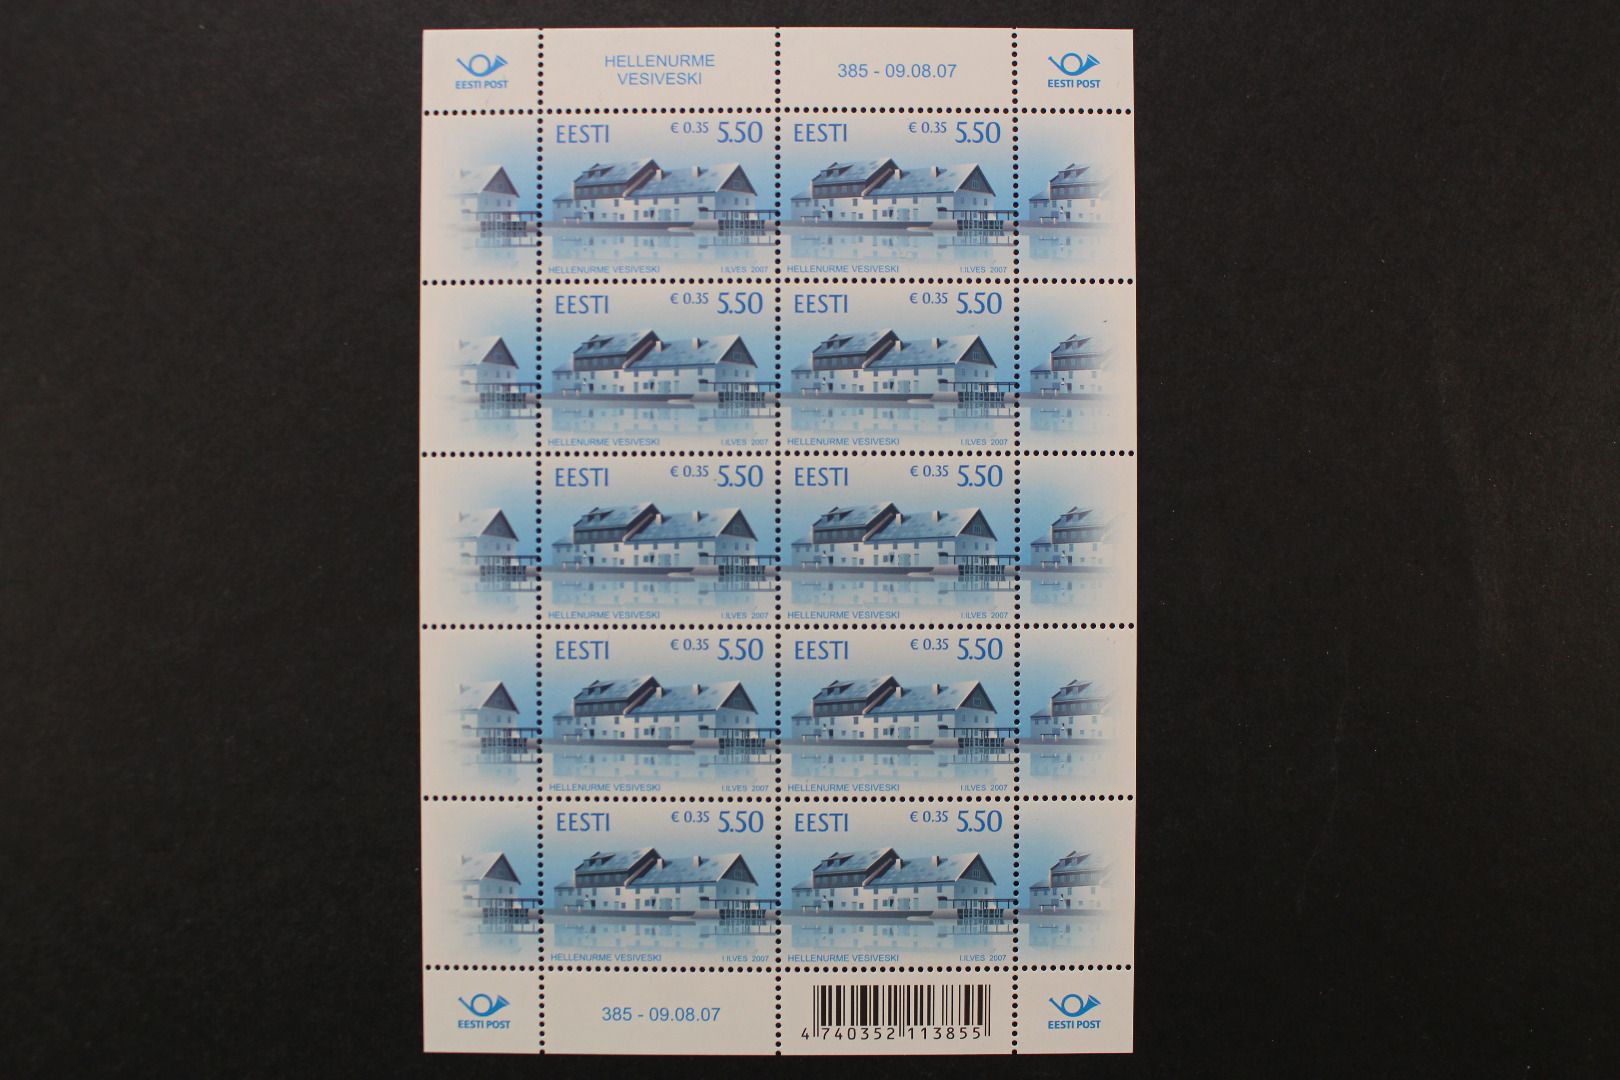 EESTI POST
HELLENURME
VESIVESKI
385 - 09.08.07
EESTI POST
EESTI € 0.35 5.50
HELLENURME VESIVESKI I.ILVES 2007
EESTI € 0.35 5.50
HELLENURME VESIVESKI I.ILVES 2007
EESTI € 0.35 5.50
HELLENURME VESIVESKI I.ILVES 2007
EESTI € 0.35 5.50
HELLENURME VESIVESKI I.ILVES 2007
EESTI € 0.35 5.50
HELLENURME VESIVESKI I.ILVES 2007
EESTI € 0.35 5.50
HELLENURME VESIVESKI I.ILVES 2007
EESTI € 0.35 5.50
HELLENURME VESIVESKI I.ILVES 2007
EESTI € 0.35 5.50
HELLENURME VESIVESKI I.ILVES 2007
EESTI € 0.35 5.50
HELLENURME VESIVESKI I.ILVES 2007
EESTI € 0.35 5.50
HELLENURME VESIVESKI I.ILVES 2007
EESTI POST
385 - 09.08.07
4 740352 113855
EESTI POST